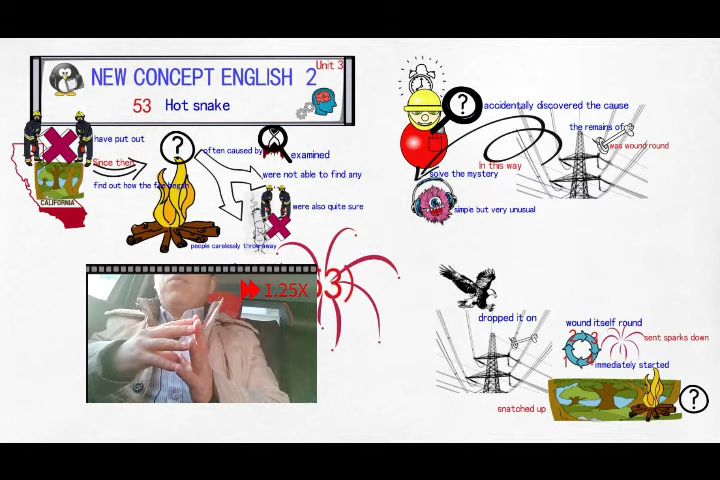 Unit 3
NEW CONCEPT ENGLISH 2
53 Hot snake
have put out
Since then
find out how the fire began
CALIFORNIA
?
often caused by
examined
were not able to find any
were also quite sure
people carelessly throw away
1.25X
3)
?
accidentally discovered the cause
the remains of
was wound round
In this way
solve the mystery
simple but very unusual
dropped it on
wound itself round
sent sparks down
immediately started
snatched up
?